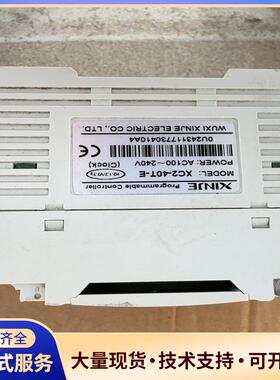 XINJE
Programmable Controller
MODEL: XC2-40T-E
(Clock)
POWER: AC100~240V
WUXI XINJE ELECTRIC CO., LTD.
齐全
式服务
大量现货·技术支持·可开